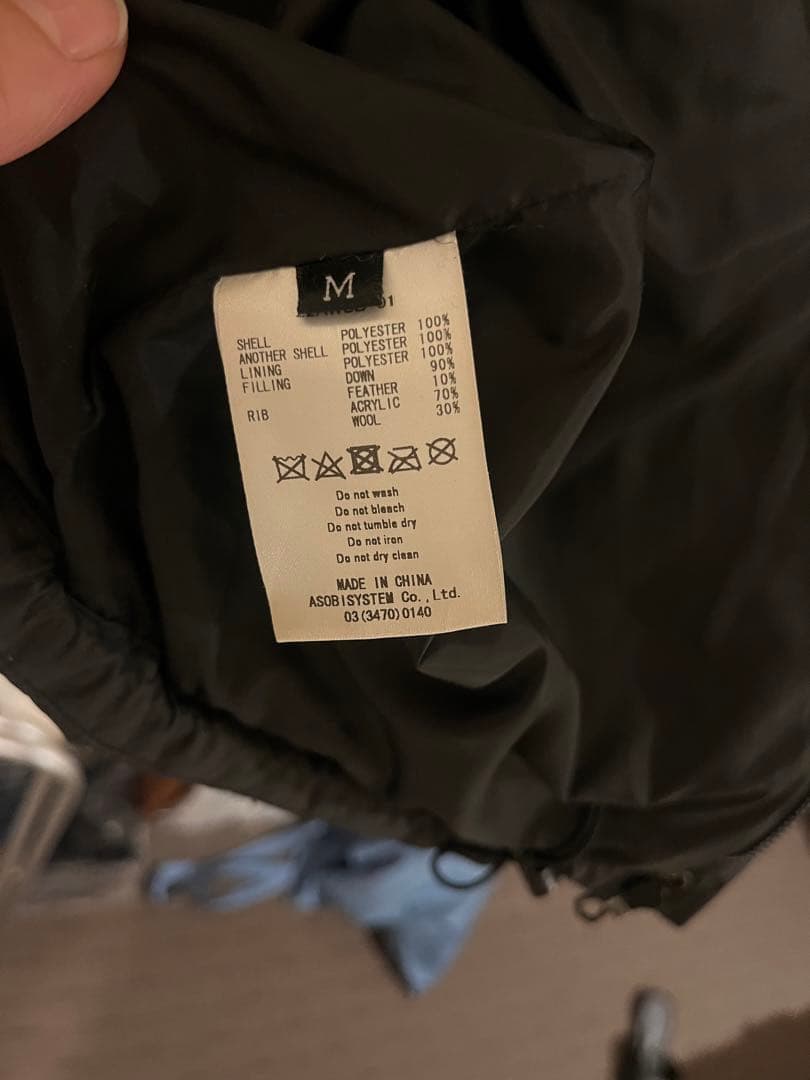 M
01
SHELL POLYESTER 100%
ANOTHER SHELL POLYESTER 100%
LINING POLYESTER 100%
FILLING DOWN 90%
FEATHER 10%
RIB ACRYLIC 70%
WOOL 30%
Do not wash
Do not bleach
Do not tumble dry
Do not iron
Do not dry clean
MADE IN CHINA
ASOBISYSTEM Co.,Ltd.
03(3470)0140